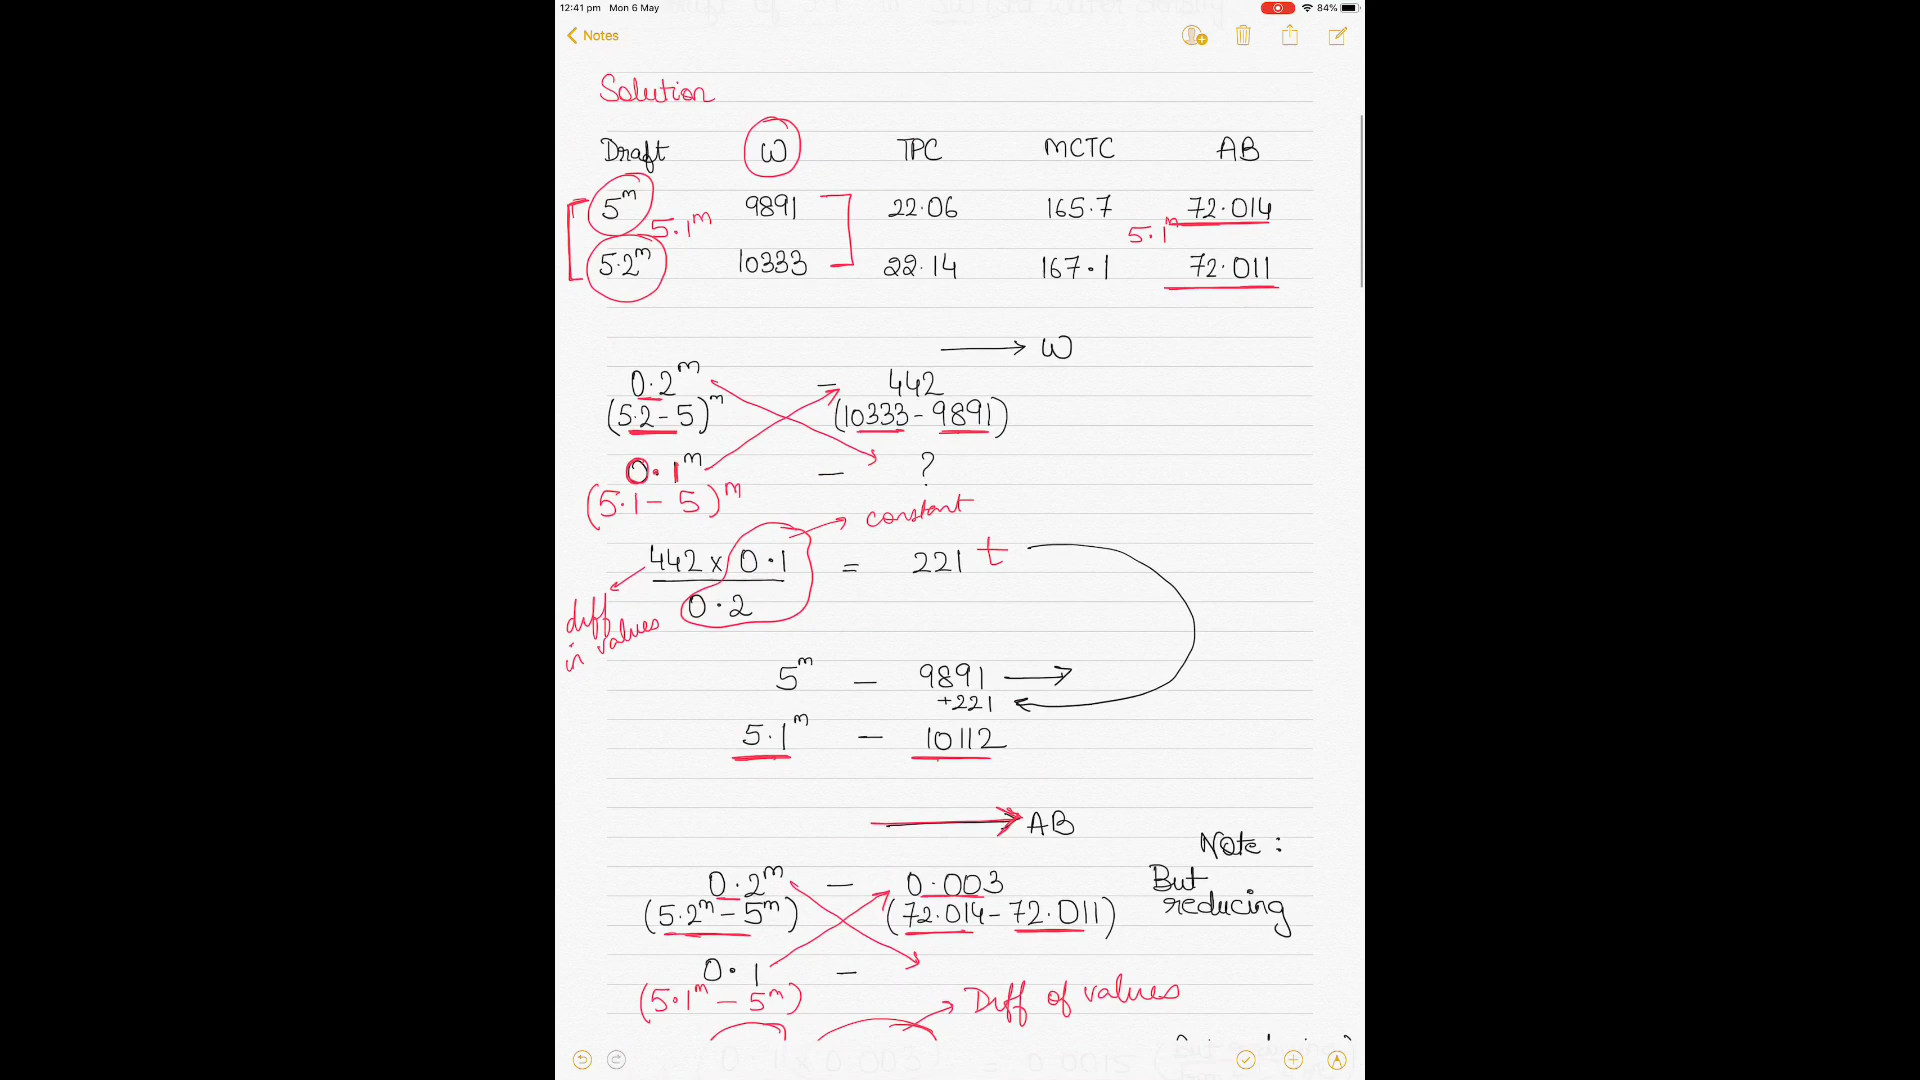 12:41 pm Mon 6 May 84%
Notes
Solution
Draft W TPC MCTC AB
5m 9891 22.06 165.7 72.014
5.1m 5.1m
5.2m 10333 22.14 167.1 72.011
→ W
0.2m – 442
(5.2 – 5)m (10333 – 9891)
0.1m – ?
(5.1 – 5)m
→ constant
442 x 0.1 = 221 t
0.2
diff
in values
5m – 9891 →
+221
5.1m – 10112
→ AB
Note :
0.2m – 0.003 But
(5.2m – 5m) (72.014 – 72.011) reducing
0.1 –
(5.1m – 5m) → Diff of values